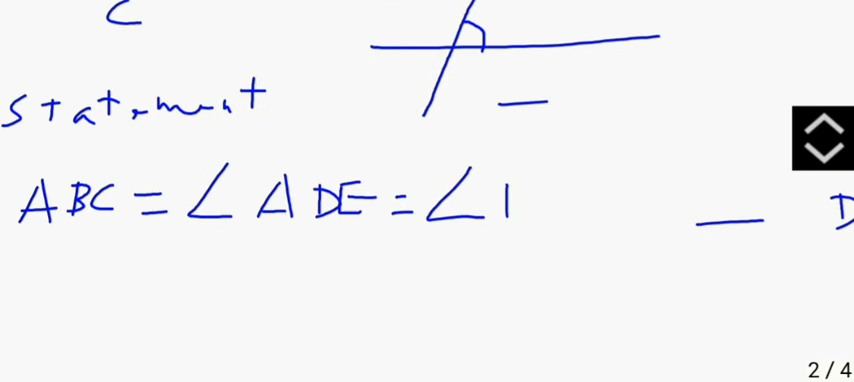 C
statement
ABC = ∠ADE = ∠1
2/4